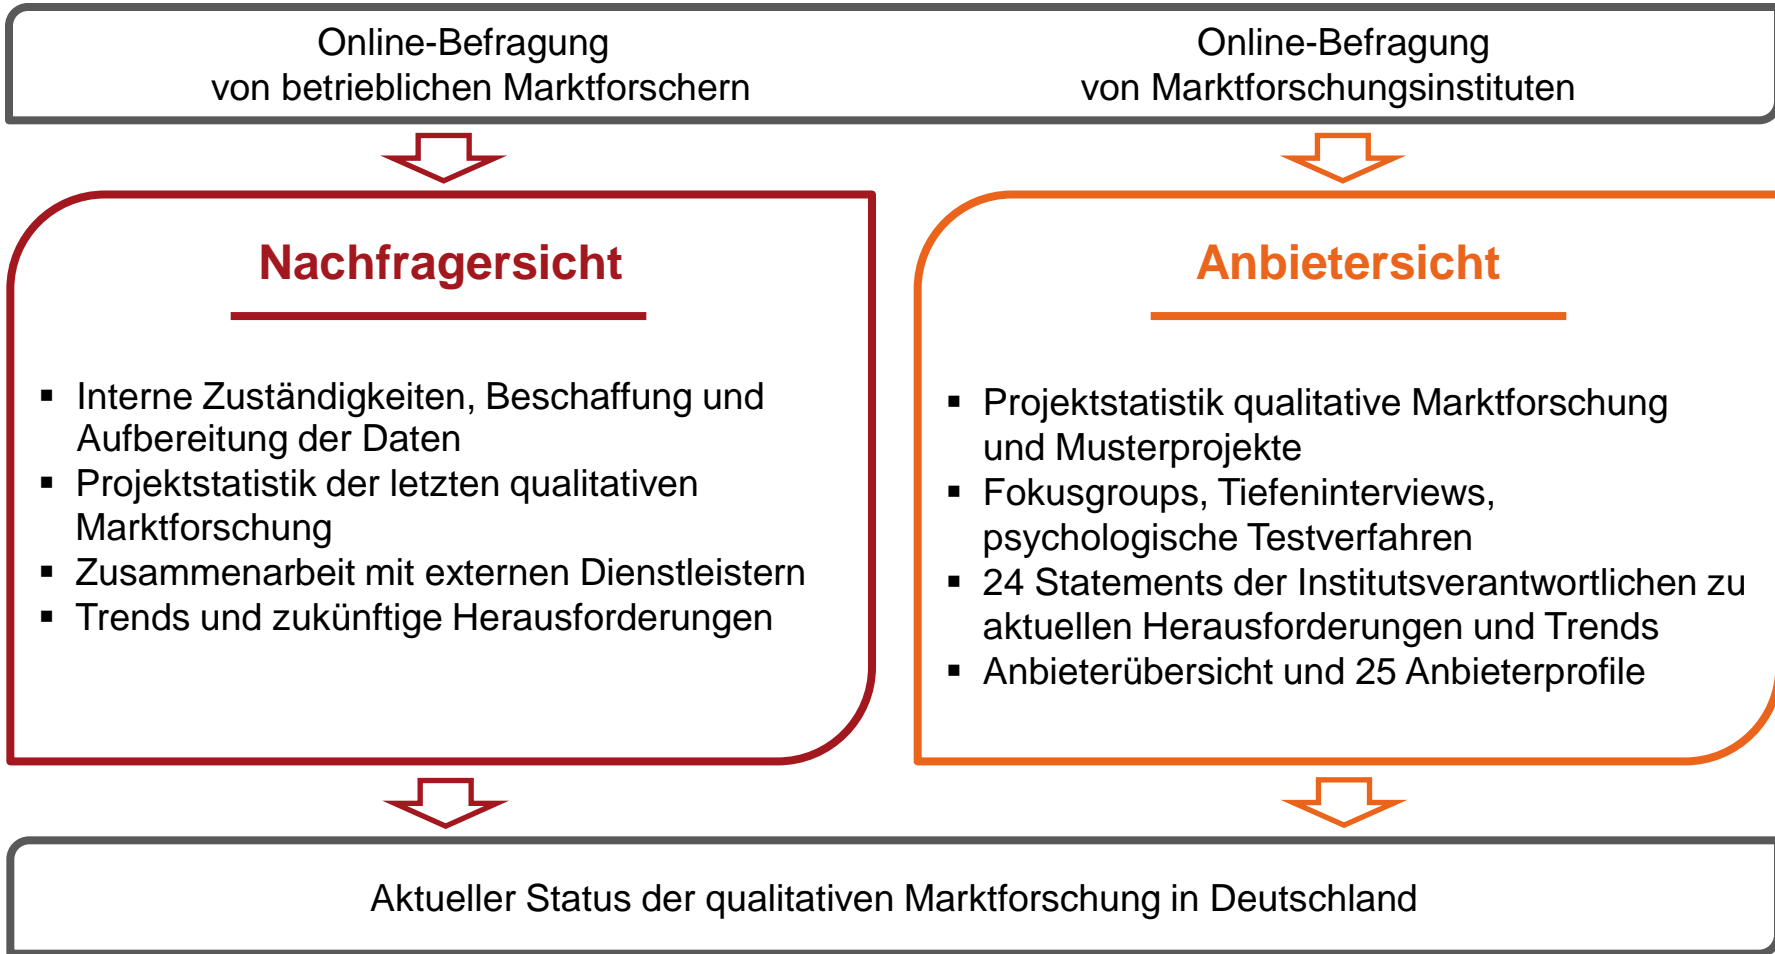 Online-Befragung
von betrieblichen Marktforschern
Online-Befragung
von Marktforschungsinstituten
Nachfragersicht
▪ Interne Zuständigkeiten, Beschaffung und
Aufbereitung der Daten
▪ Projektstatistik der letzten qualitativen
Marktforschung
▪ Zusammenarbeit mit externen Dienstleistern
▪ Trends und zukünftige Herausforderungen
Anbietersicht
▪ Projektstatistik qualitative Marktforschung
und Musterprojekte
▪ Fokusgroups, Tiefeninterviews,
psychologische Testverfahren
▪ 24 Statements der Institutsverantwortlichen zu
aktuellen Herausforderungen und Trends
▪ Anbieterübersicht und 25 Anbieterprofile
Aktueller Status der qualitativen Marktforschung in Deutschland